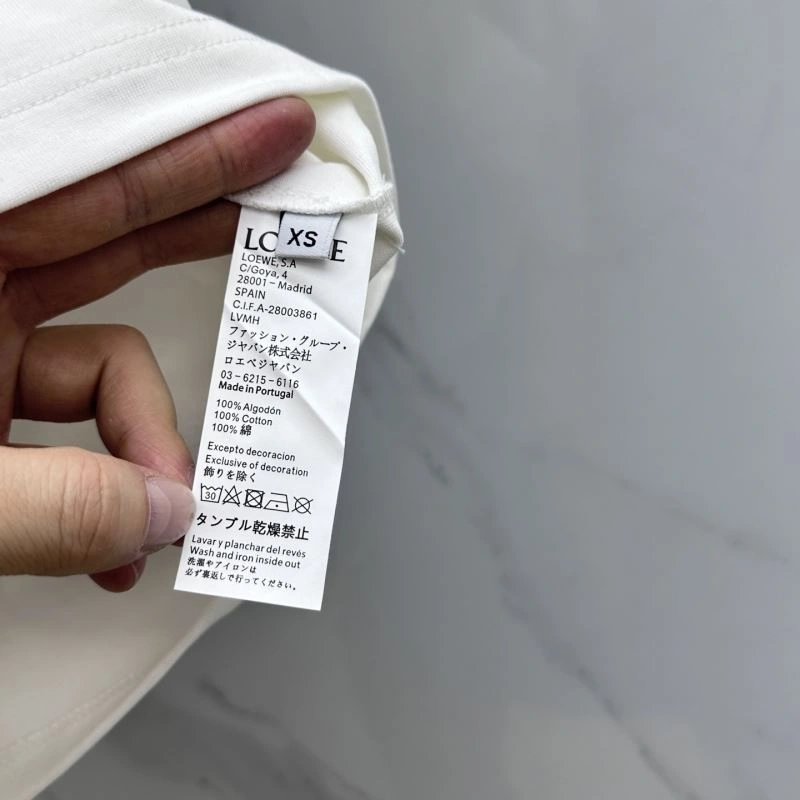 LOEWE
XS
LOEWE, S.A
C/Goya, 4
28001-Madrid
SPAIN
C.I.F.A-28003861
LVMH
ファッション・グループ・
ジャパン株式会社
ロエベジャパン
03-6215-6116
Made in Portugal
100% Algodón
100% Cotton
100% 綿
Excepto decoracion
Exclusive of decoration
飾りを除く
30
タンブル乾燥禁止
Lavar y planchar del revés
Wash and iron inside out
洗濯やアイロンは
必ず裏返しで行ってください。